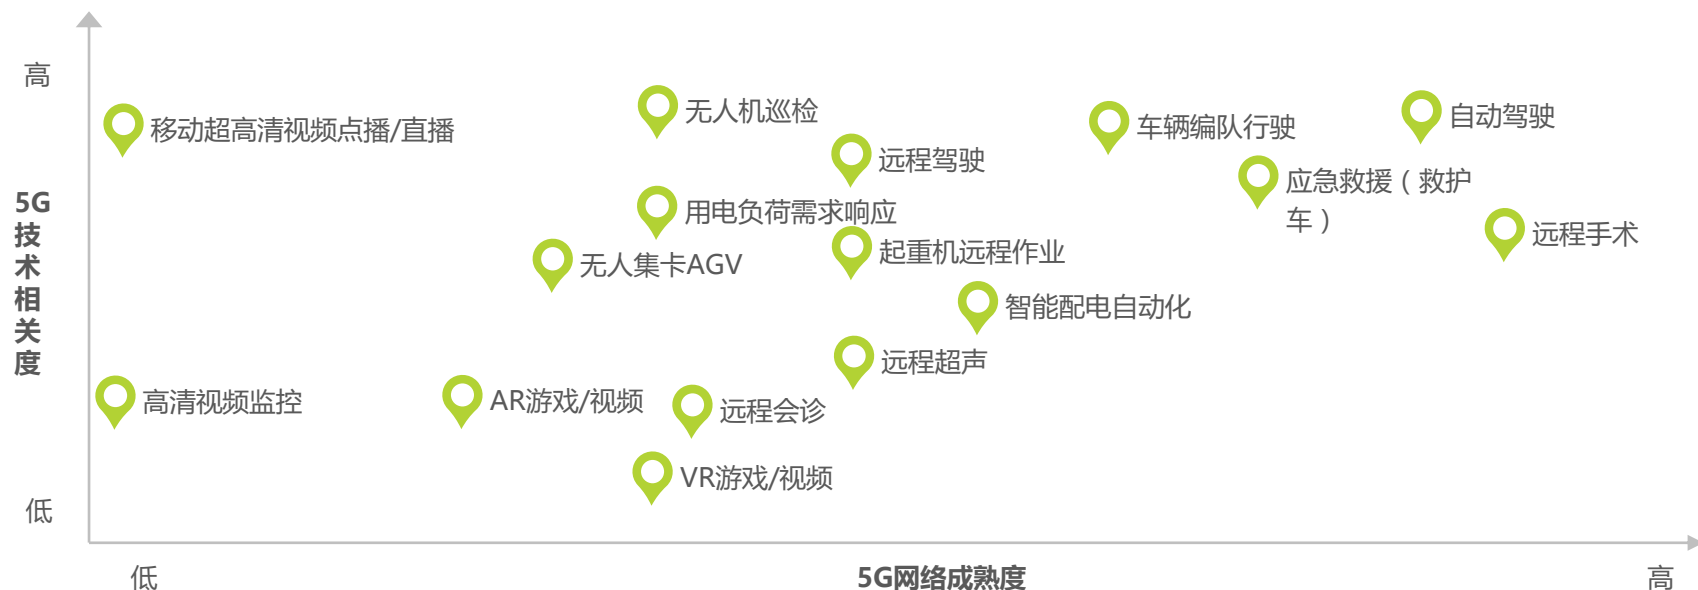 高
无人机巡检
自动驾驶
移动超高清视频点播/直播
车辆编队行驶
远程驾驶
应急救援（救护
车）
5G
技
术
相
关
度
用电负荷需求响应
远程手术
起重机远程作业
无人集卡AGV
智能配电自动化
远程超声
高清视频监控
AR游戏/视频
远程会诊
VR游戏/视频
低
低
5G网络成熟度
高